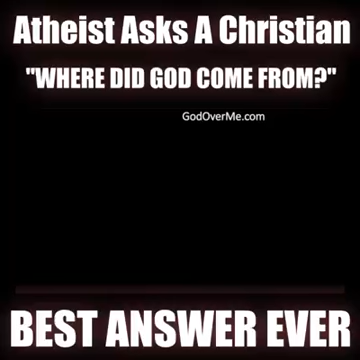 Atheist Asks A Christian
"WHERE DID GOD COME FROM?"
GodOverMe.com
BEST ANSWER EVER